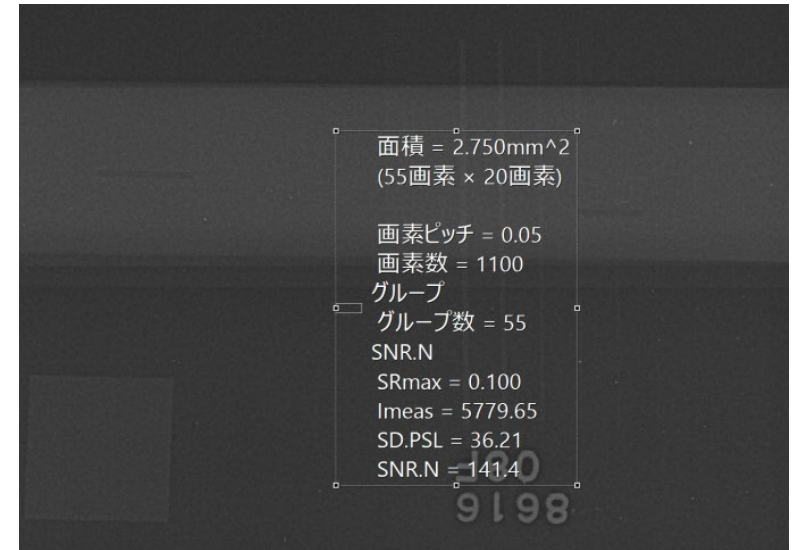 面積 = 2.750mm^2
(55画素 × 20画素)
画素ピッチ = 0.05
画素数 = 1100
グループ
グループ数 = 55
SNR.N
SRmax = 0.100
Imeas = 5779.65
SD.PSL = 36.21
SNR.N = 141.4
08F
8616